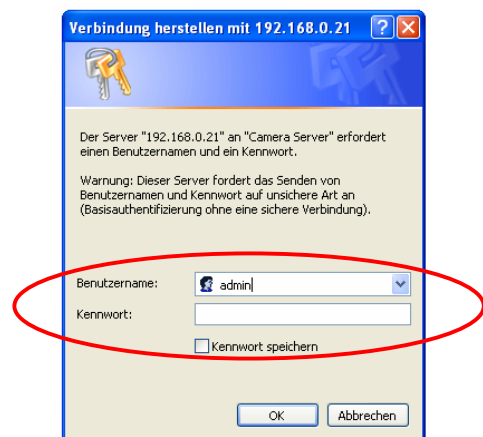 Verbindung herstellen mit 192.168.0.21
Der Server "192.168.0.21" an "Camera Server" erfordert
einen Benutzernamen und ein Kennwort.
Warnung: Dieser Server fordert das Senden von
Benutzernamen und Kennwort auf unsichere Art an
(Basisauthentifizierung ohne eine sichere Verbindung).
Benutzername: admin
Kennwort:
Kennwort speichern
OK Abbrechen